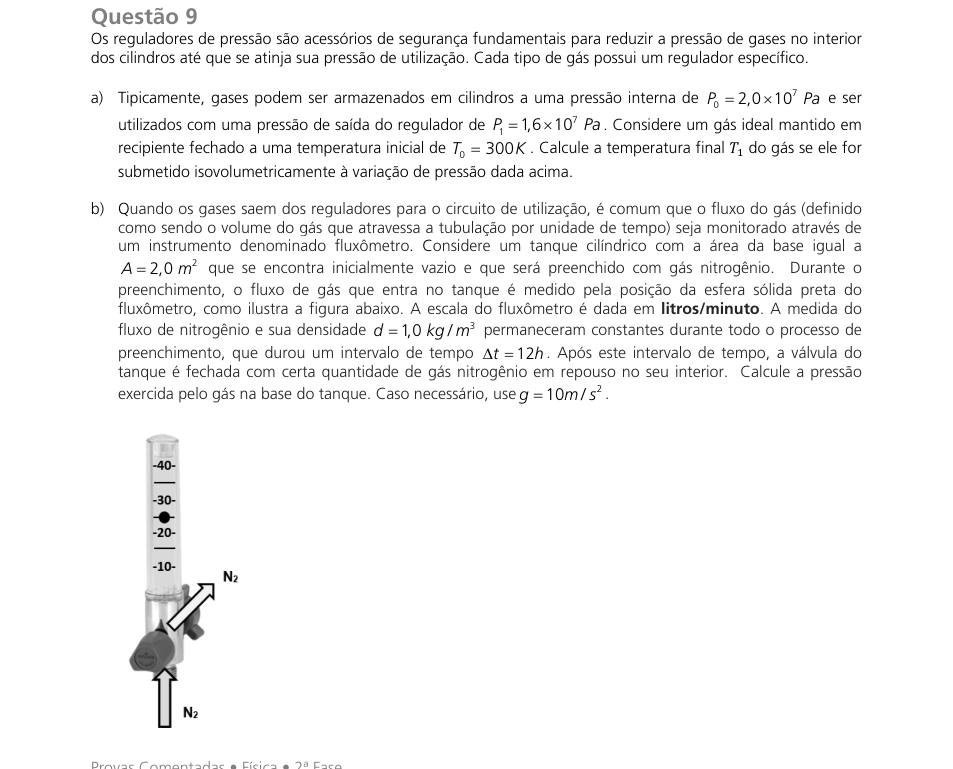 Questão 9
Os reguladores de pressão são acessórios de segurança fundamentais para reduzir a pressão de gases no interior
dos cilindros até que se atinja sua pressão de utilização. Cada tipo de gás possui um regulador específico.
a) Tipicamente, gases podem ser armazenados em cilindros a uma pressão interna de P₀ = 2,0 × 10⁷ Pa e ser
utilizados com uma pressão de saída do regulador de P₁ = 1,6 × 10⁷ Pa. Considere um gás ideal mantido em
recipiente fechado a uma temperatura inicial de T₀ = 300K. Calcule a temperatura final T₁ do gás se ele for
submetido isovolumetricamente à variação de pressão dada acima.
b) Quando os gases saem dos reguladores para o circuito de utilização, é comum que o fluxo do gás (definido
como sendo o volume do gás que atravessa a tubulação por unidade de tempo) seja monitorado através de
um instrumento denominado fluxômetro. Considere um tanque cilíndrico com a área da base igual a
A = 2,0 m² que se encontra inicialmente vazio e que será preenchido com gás nitrogênio. Durante o
preenchimento, o fluxo de gás que entra no tanque é medido pela posição da esfera sólida preta do
fluxômetro, como ilustra a figura abaixo. A escala do fluxômetro é dada em litros/minuto. A medida do
fluxo de nitrogênio e sua densidade d = 1,0 kg / m³ permaneceram constantes durante todo o processo de
preenchimento, que durou um intervalo de tempo Δt = 12h. Após este intervalo de tempo, a válvula do
tanque é fechada com certa quantidade de gás nitrogênio em repouso no seu interior. Calcule a pressão
exercida pelo gás na base do tanque. Caso necessário, use g = 10m / s².
-40-
-30-
-20-
-10-
N₂
N₂
Provas Comentadas • Física • 2ª Fase